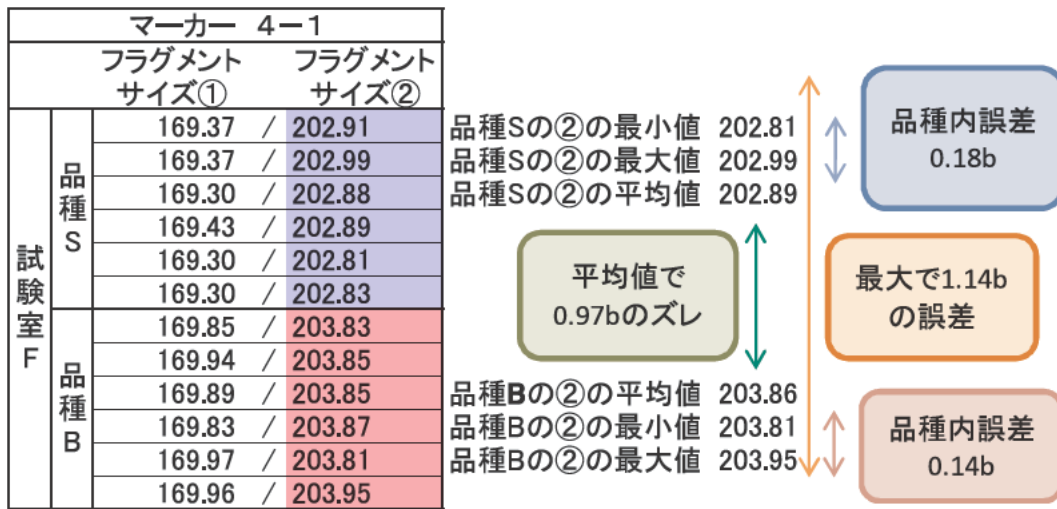 マーカー 4ー1
フラグメント フラグメント
サイズ① サイズ②
試験室F
品種S
169.37 / 202.91
169.37 / 202.99
169.30 / 202.88
169.43 / 202.89
169.30 / 202.81
169.30 / 202.83
品種B
169.85 / 203.83
169.94 / 203.85
169.89 / 203.85
169.83 / 203.87
169.97 / 203.81
169.96 / 203.95
品種Sの②の最小値 202.81
品種Sの②の最大値 202.99
品種Sの②の平均値 202.89
平均値で
0.97bのズレ
品種Bの②の平均値 203.86
品種Bの②の最小値 203.81
品種Bの②の最大値 203.95
品種内誤差
0.18b
最大で1.14b
の誤差
品種内誤差
0.14b